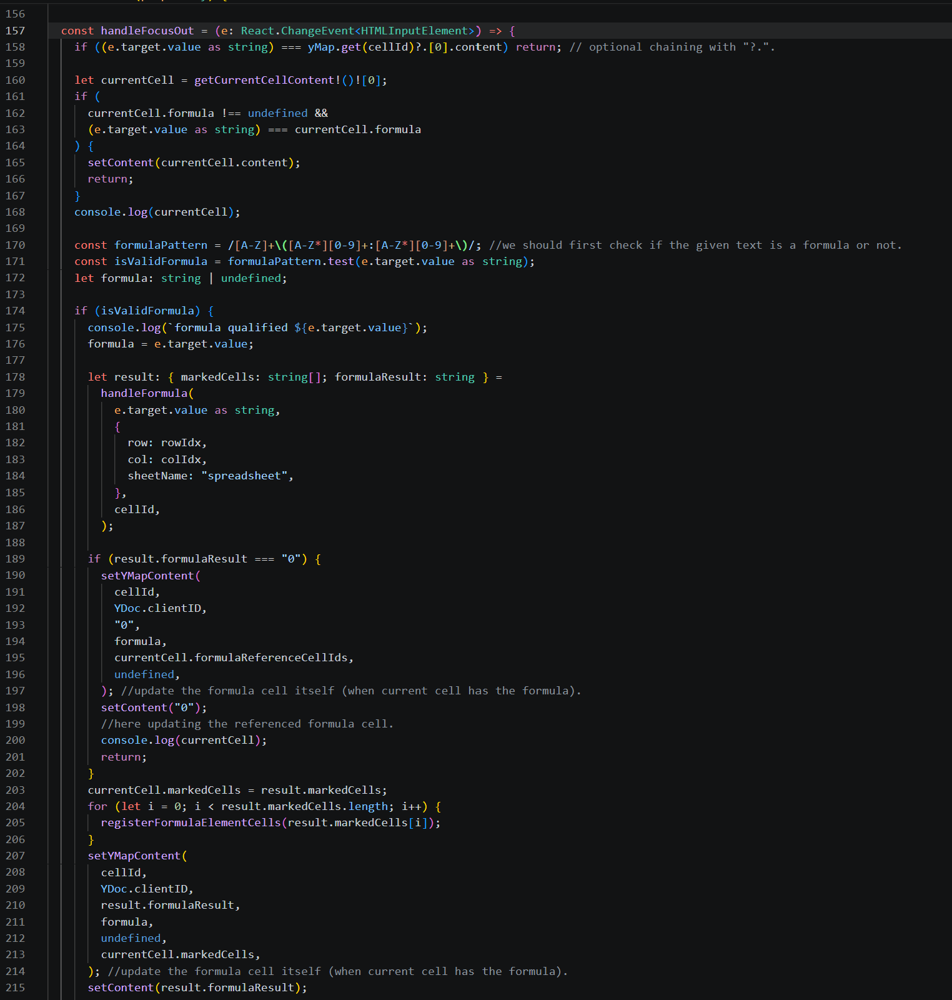 156
157 const handleFocusOut = (e: React.ChangeEvent<HTMLInputElement>) => {
158 if ((e.target.value as string) === yMap.get(cellId)?.[0].content) return; // optional chaining with "?.".
159
160 let currentCell = getCurrentCellContent!()![0];
161 if (
162 currentCell.formula !== undefined &&
163 (e.target.value as string) === currentCell.formula
164 ) {
165 setContent(currentCell.content);
166 return;
167 }
168 console.log(currentCell);
169
170 const formulaPattern = /[A-Z]+\([A-Z*][0-9]+:[A-Z*][0-9]+\)/; //we should first check if the given text is a formula or not.
171 const isValidFormula = formulaPattern.test(e.target.value as string);
172 let formula: string | undefined;
173
174 if (isValidFormula) {
175 console.log(`formula qualified ${e.target.value}`);
176 formula = e.target.value;
177
178 let result: { markedCells: string[]; formulaResult: string } =
179 handleFormula(
180 e.target.value as string,
181 {
182 row: rowIdx,
183 col: colIdx,
184 sheetName: "spreadsheet",
185 },
186 cellId,
187 );
188
189 if (result.formulaResult === "0") {
190 setYMapContent(
191 cellId,
192 YDoc.clientID,
193 "0",
194 formula,
195 currentCell.formulaReferenceCellIds,
196 undefined,
197 ); //update the formula cell itself (when current cell has the formula).
198 setContent("0");
199 //here updating the referenced formula cell.
200 console.log(currentCell);
201 return;
202 }
203 currentCell.markedCells = result.markedCells;
204 for (let i = 0; i < result.markedCells.length; i++) {
205 registerFormulaElementCells(result.markedCells[i]);
206 }
207 setYMapContent(
208 cellId,
209 YDoc.clientID,
210 result.formulaResult,
211 formula,
212 undefined,
213 currentCell.markedCells,
214 ); //update the formula cell itself (when current cell has the formula).
215 setContent(result.formulaResult);